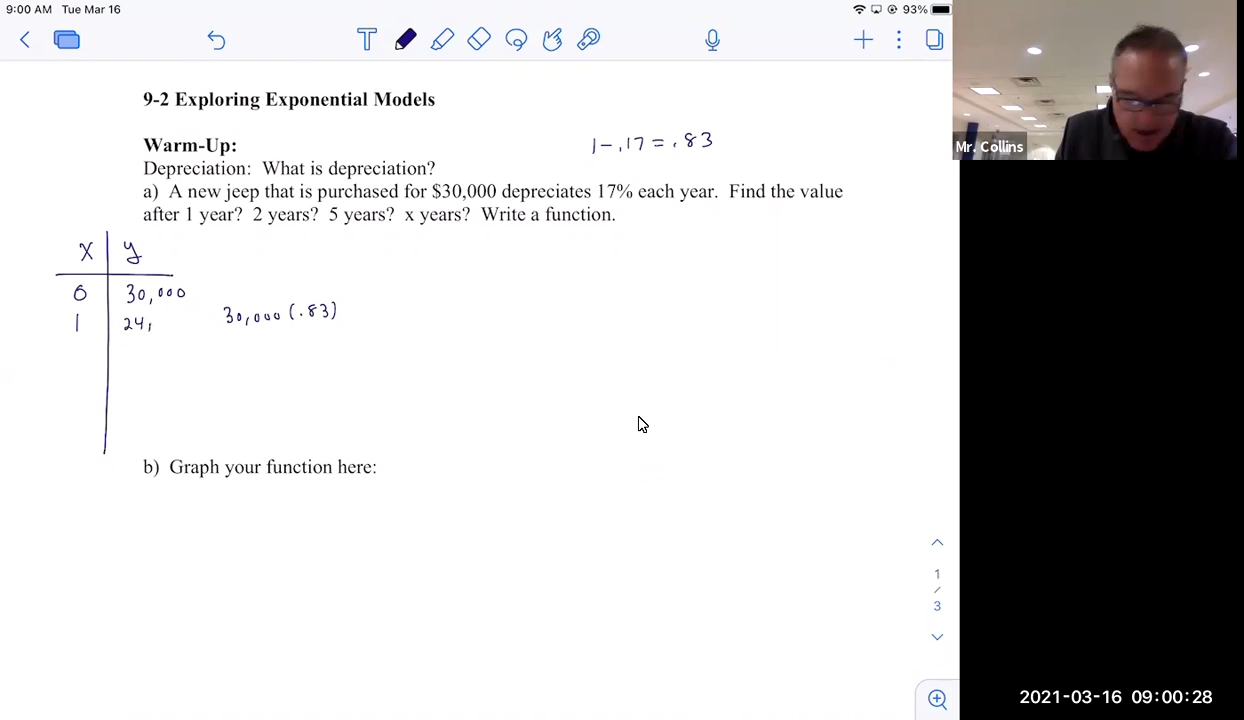 9:00 AM Tue Mar 16
93%
T
9-2 Exploring Exponential Models
Warm-Up:
1 - .17 = .83
Mr. Collins
Depreciation: What is depreciation?
a) A new jeep that is purchased for $30,000 depreciates 17% each year. Find the value
after 1 year? 2 years? 5 years? x years? Write a function.
x y
0 30,000
1 24, 30,000 (.83)
b) Graph your function here:
1
/
3
2021-03-16 09:00:28